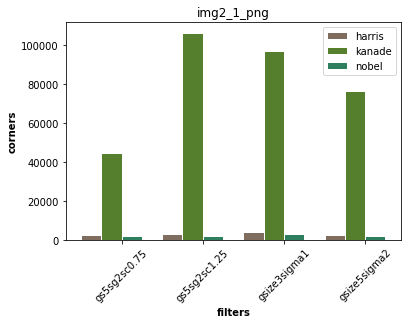 img2_1_png
harris
kanade
nobel
100000
80000
60000
40000
20000
0
corners
gs5sg2sc0.75
gs5sg2sc1.25
gsize3sigma1
gsize5sigma2
filters